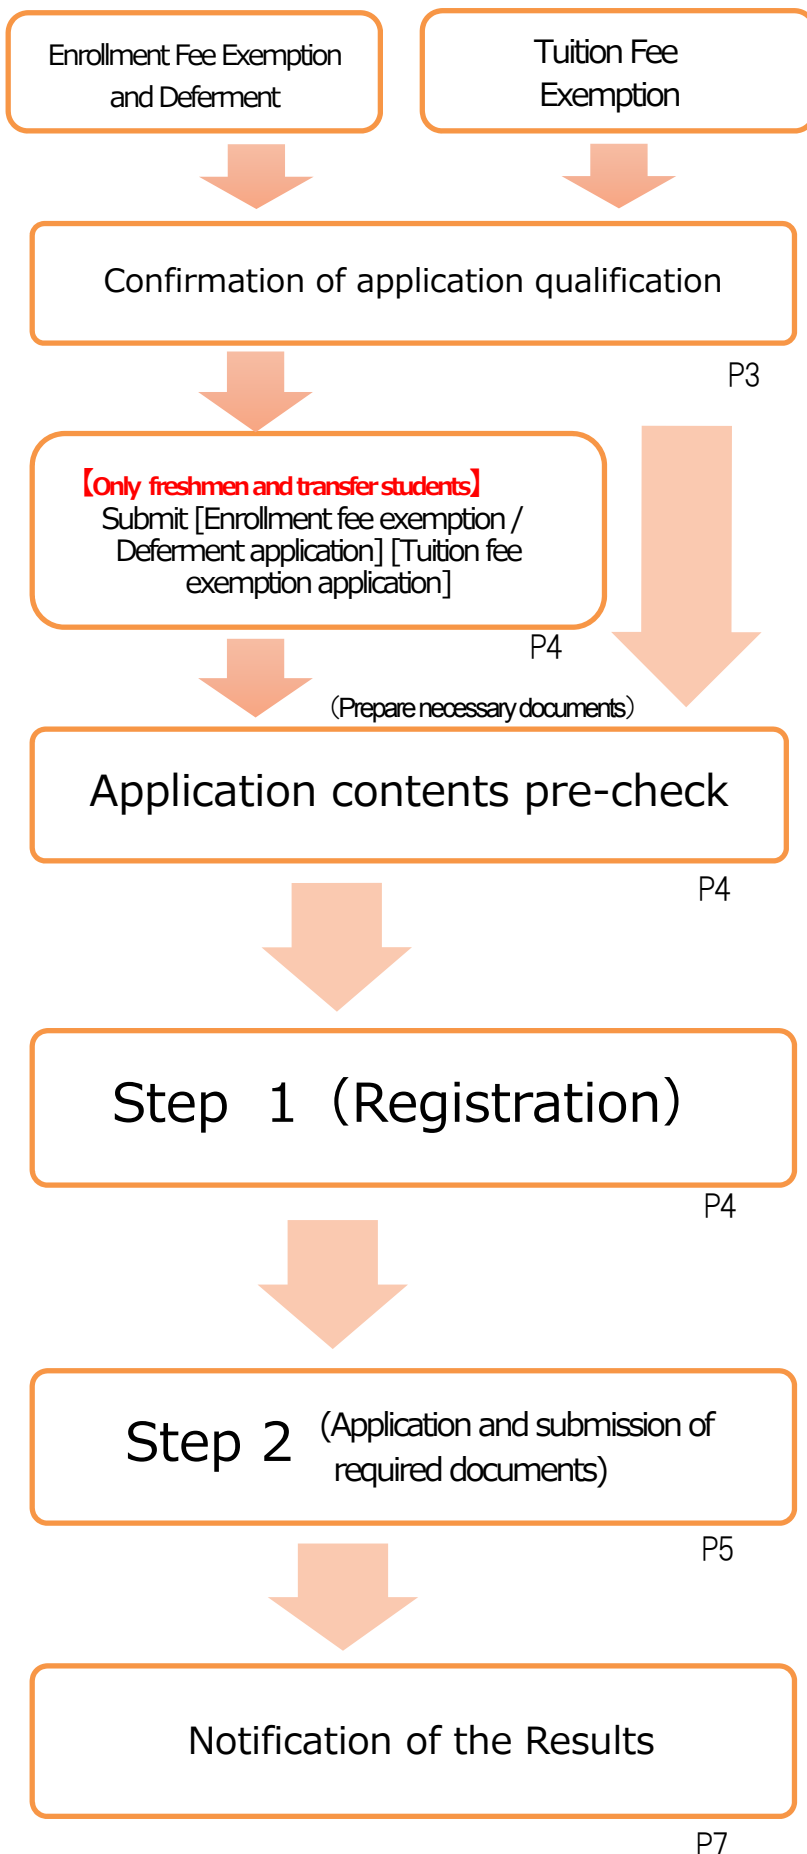 Enrollment Fee Exemption
and Deferment
Tuition Fee
Exemption
Confirmation of application qualification
P3
【Only freshmen and transfer students】
Submit [Enrollment fee exemption /
Deferment application] [Tuition fee
exemption application]
P4
（Prepare necessary documents）
Application contents pre-check
P4
Step 1（Registration）
P4
Step 2 (Application and submission of
required documents)
P5
Notification of the Results
P7